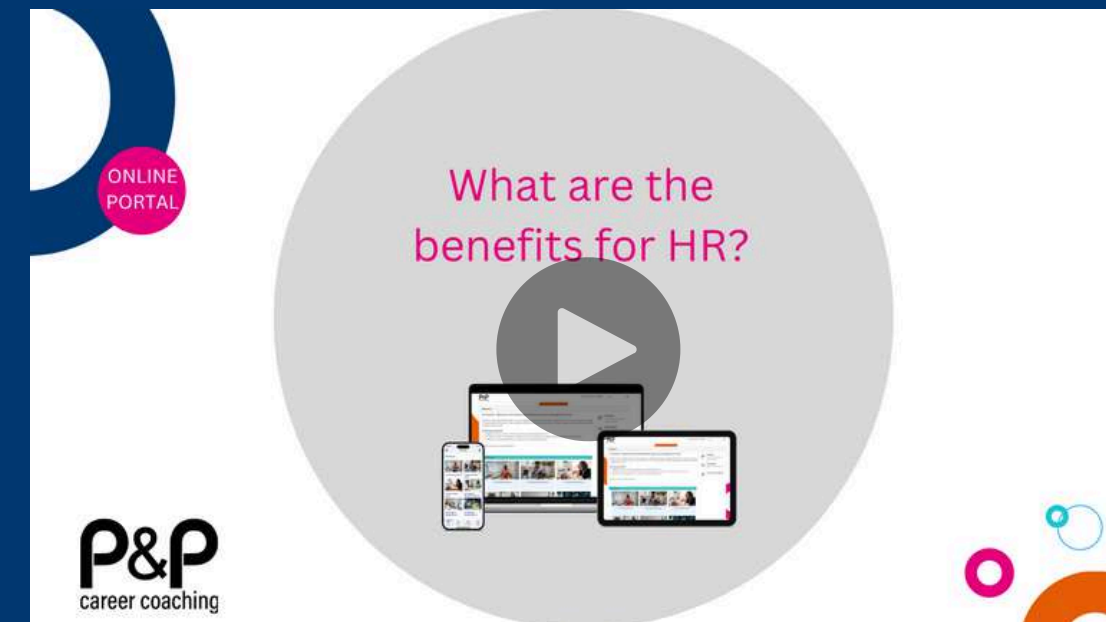 ONLINE
PORTAL
What are the
benefits for HR?
P&P
career coaching